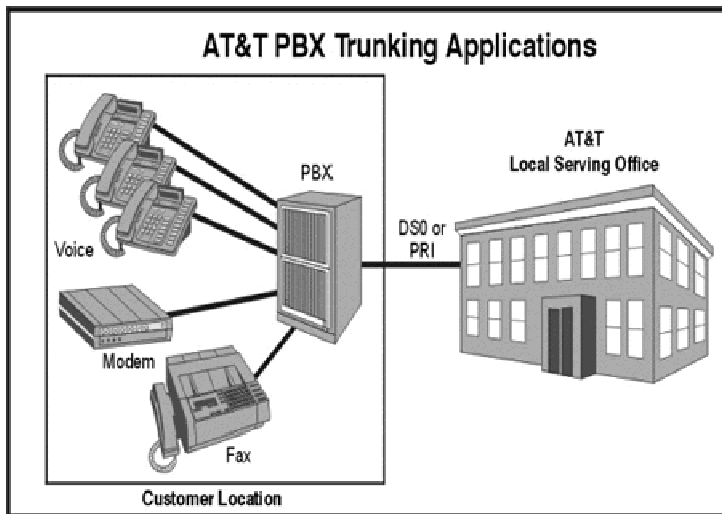 AT&T PBX Trunking Applications
AT&T
Local Serving Office
PBX
DS0 or
PRI
Voice
Modem
Fax
Customer Location